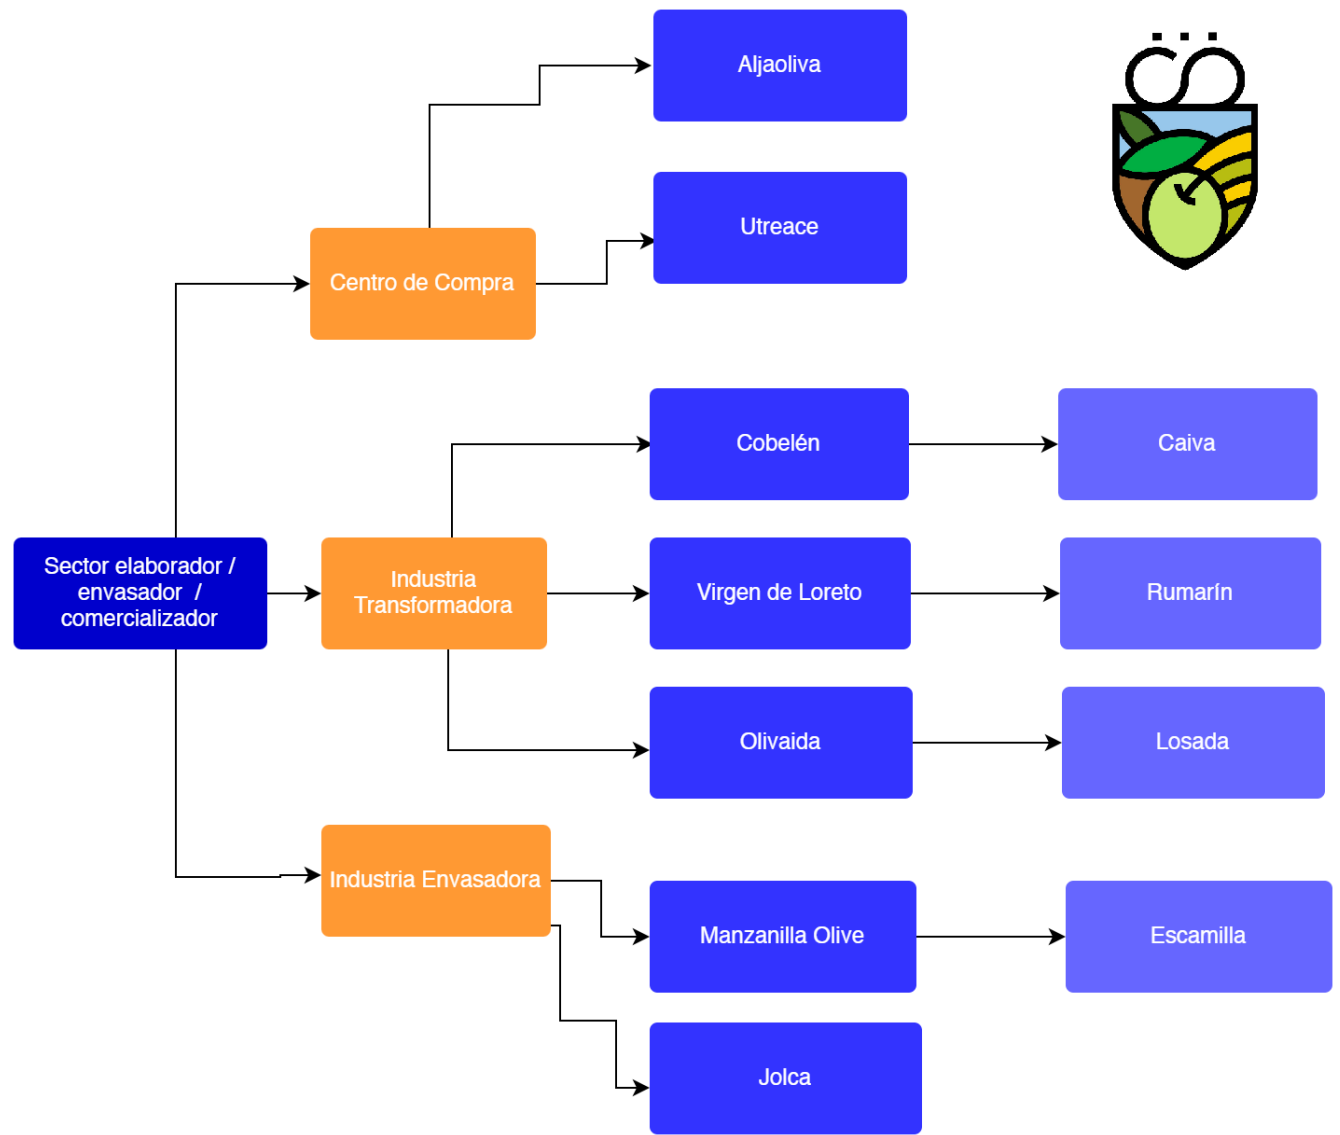 Aljaoliva
Utreace
Centro de Compra
Cobelén
Caiva
Sector elaborador /
envasador /
comercializador
Industria
Transformadora
Virgen de Loreto
Rumarín
Olivaida
Losada
Industria Envasadora
Manzanilla Olive
Escamilla
Jolca